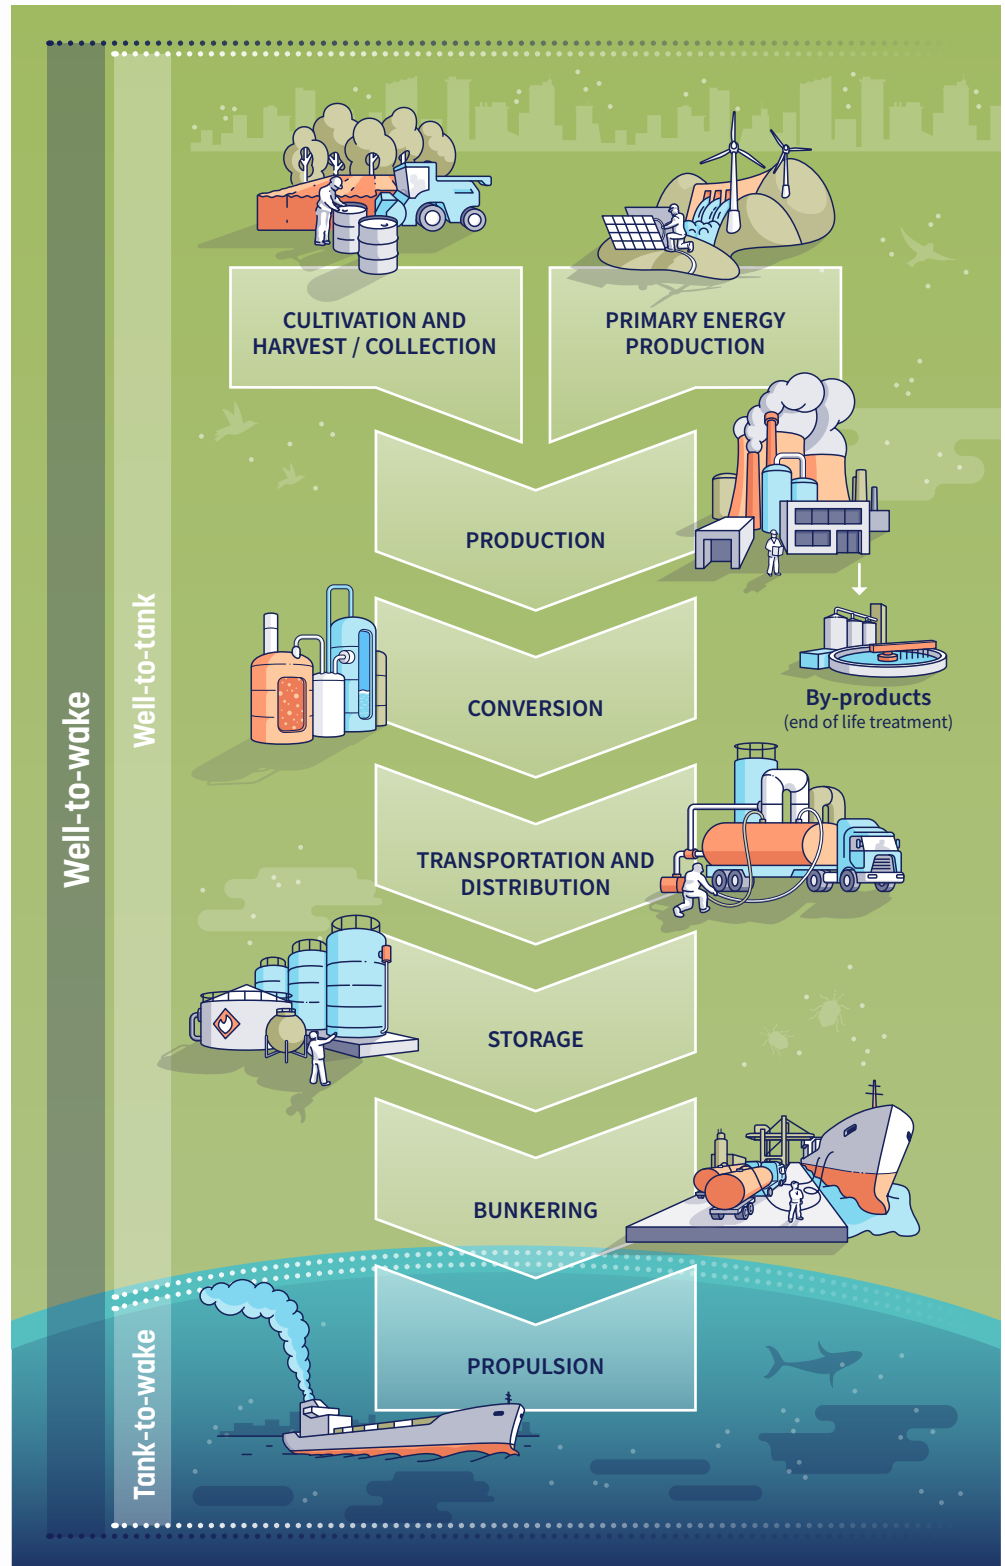 CULTIVATION AND
HARVEST / COLLECTION
PRIMARY ENERGY
PRODUCTION
PRODUCTION
Well-to-tank
Well-to-wake
By-products
(end of life treatment)
CONVERSION
TRANSPORTATION AND
DISTRIBUTION
STORAGE
BUNKERING
Tank-to-wake
PROPULSION